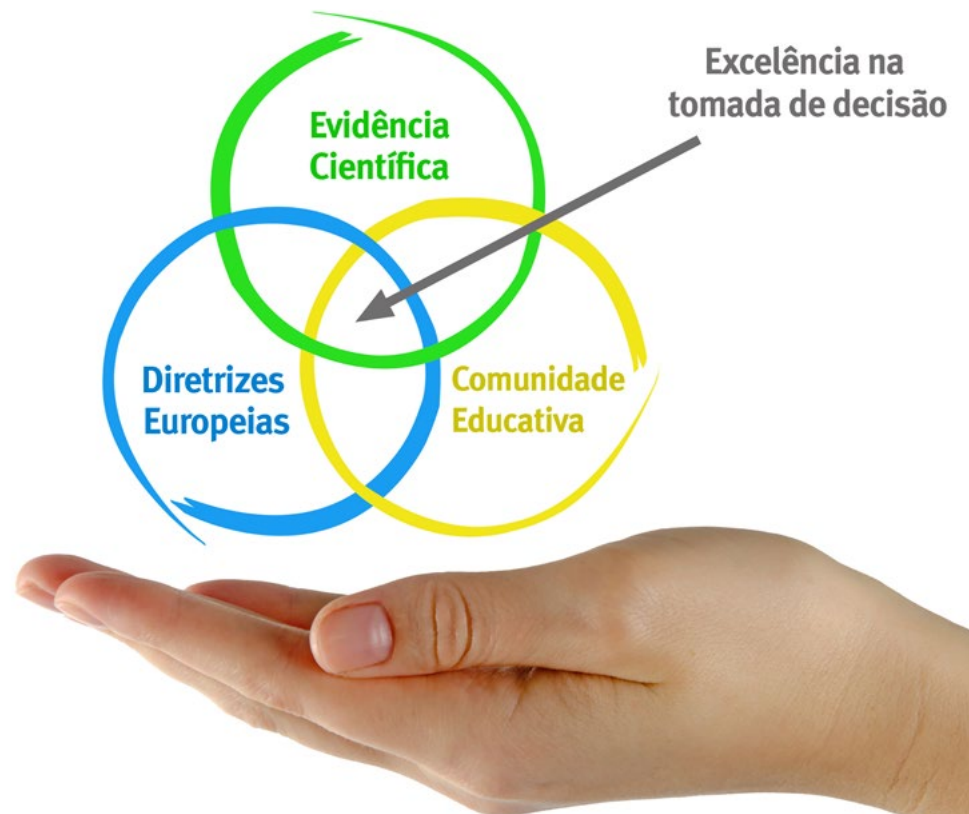 Excelência na
tomada de decisão
Evidência
Científica
Diretrizes
Europeias
Comunidade
Educativa